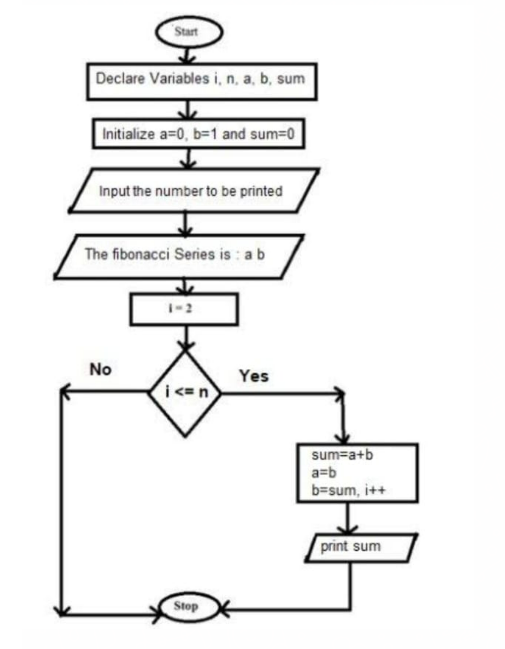 Start
Declare Variables i, n, a, b, sum
Initialize a=0, b=1 and sum=0
Input the number to be printed
The fibonacci Series is : a b
i = 2
No
Yes
i <= n
sum=a+b
a=b
b=sum, i++
print sum
Stop